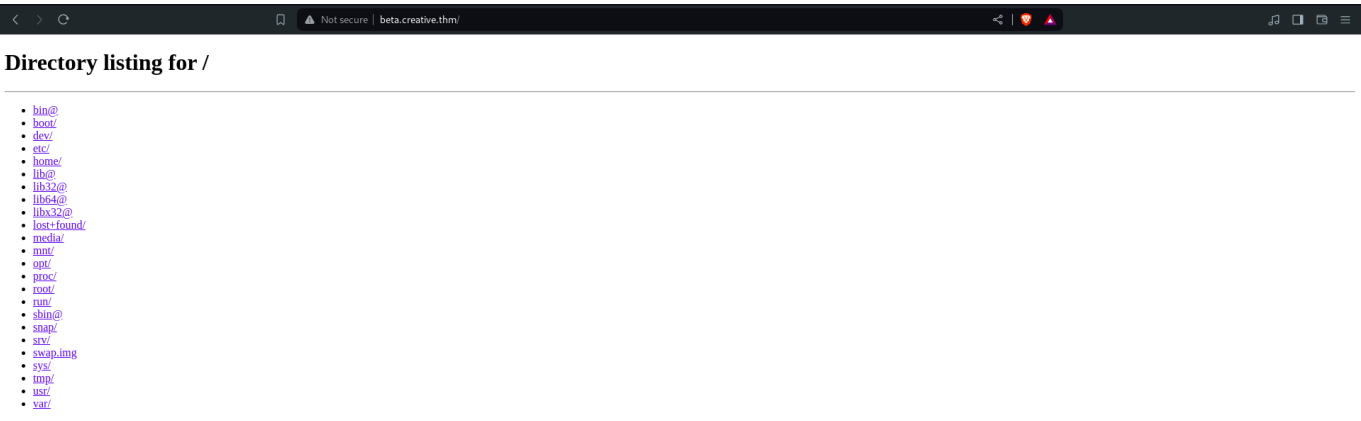 Not secure beta.creative.thm/
Directory listing for /
bin@
boot/
dev/
etc/
home/
lib@
lib32@
lib64@
libx32@
lost+found/
media/
mnt/
opt/
proc/
root/
run/
sbin@
snap/
srv/
swap.img
sys/
tmp/
usr/
var/